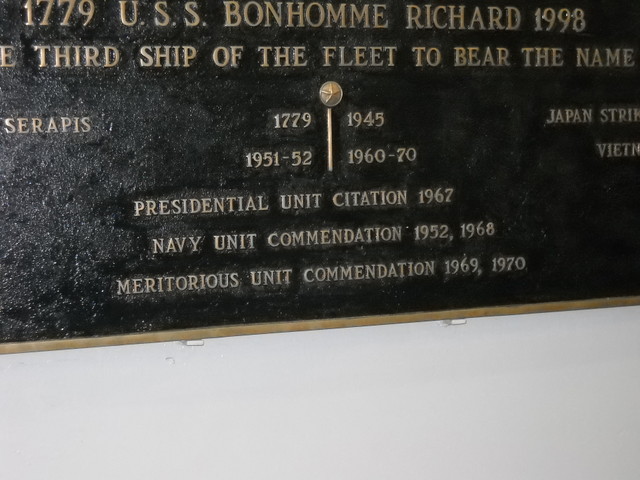 1779 U.S.S. BONHOMME RICHARD 1998
THIRD SHIP OF THE FLEET TO BEAR THE NAME
SERAPIS 1779 1945 JAPAN STRIK
1951-52 1960-70 VIETN
PRESIDENTIAL UNIT CITATION 1967
NAVY UNIT COMMENDATION 1952, 1968
MERITORIOUS UNIT COMMENDATION 1969, 1970